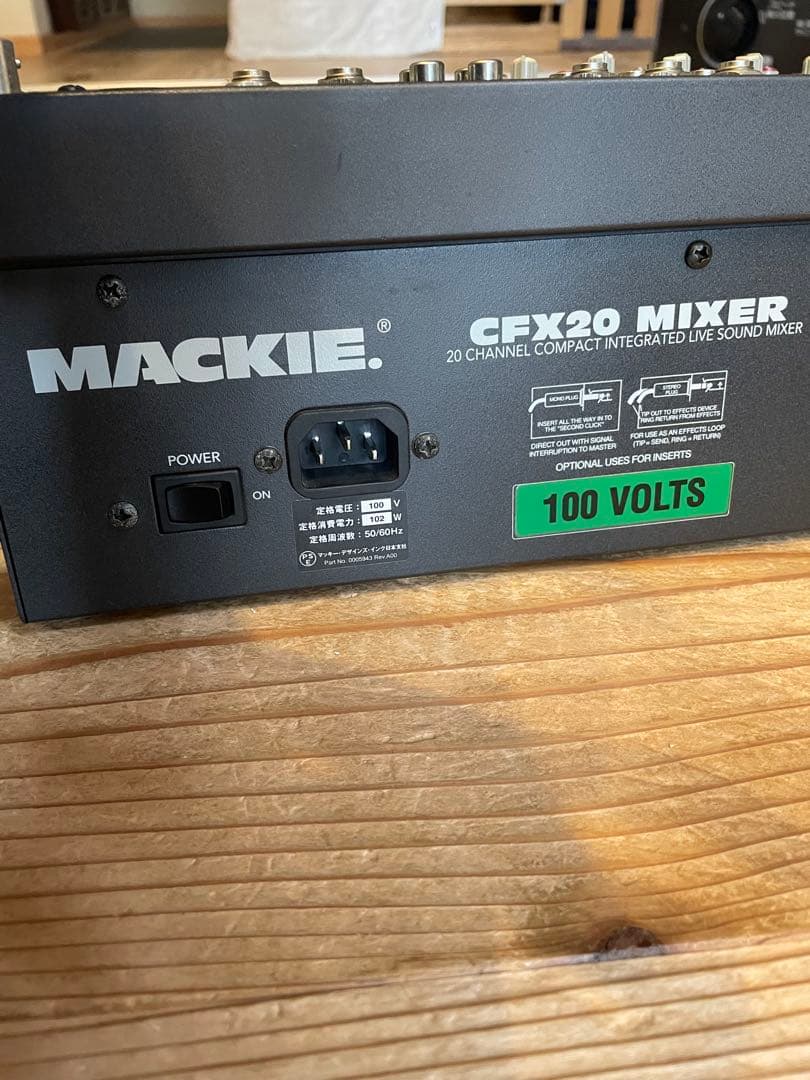 MACKIE.®
CFX20 MIXER
20 CHANNEL COMPACT INTEGRATED LIVE SOUND MIXER
MONO PLUG
INSERT ALL THE WAY IN TO
THE "SECOND CLICK"
DIRECT OUT WITH SIGNAL
INTERRUPTION TO MASTER
STEREO
PLUG
TIP OUT TO EFFECTS DEVICE
RING RETURN FROM EFFECTS
FOR USE AS AN EFFECTS LOOP
(TIP = SEND, RING = RETURN)
OPTIONAL USES FOR INSERTS
POWER
ON
定格電圧：100 V
定格消費電力：102 W
定格周波数：50/60Hz
PSE
マッキー・デザインズ・インク日本支社
Part No. 0005943 Rev.A00
100 VOLTS